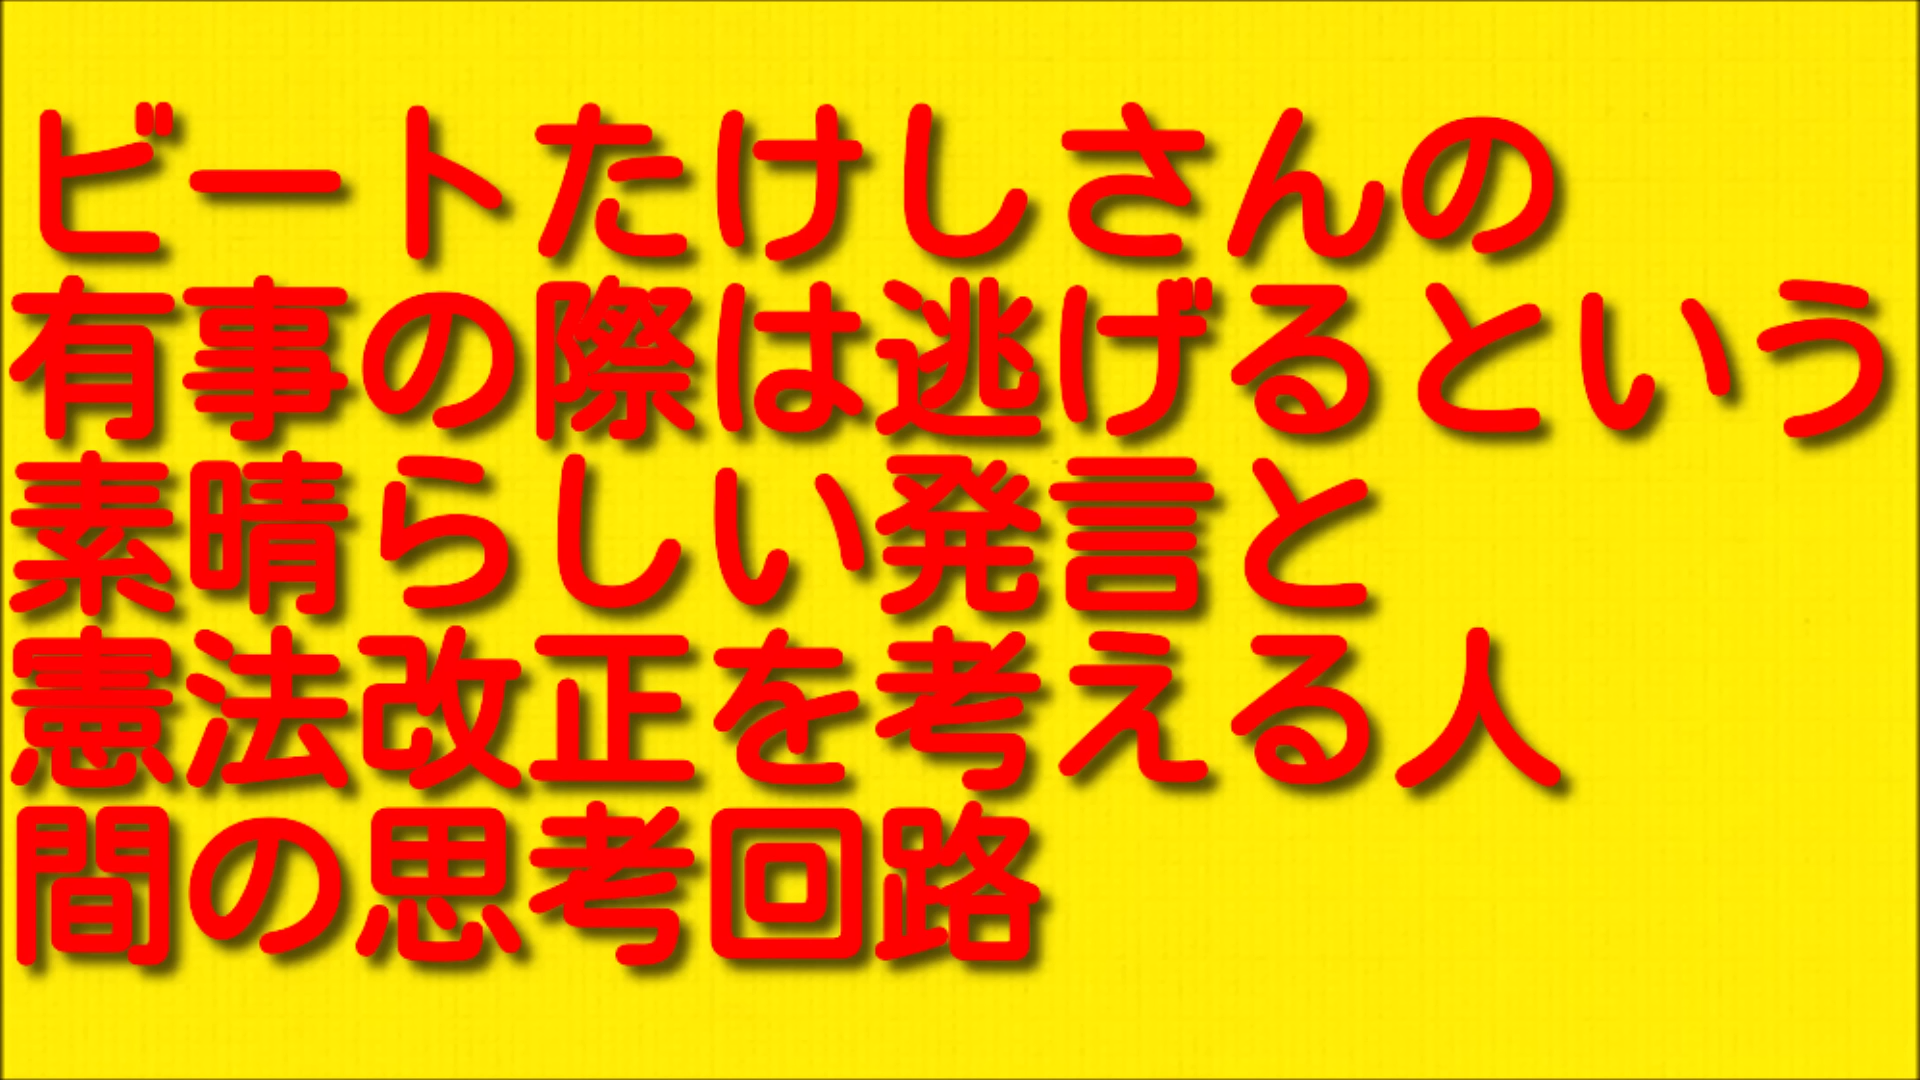 ビートたけしさんの
有事の際は逃げるという
素晴らしい発言と
憲法改正を考える人
間の思考回路